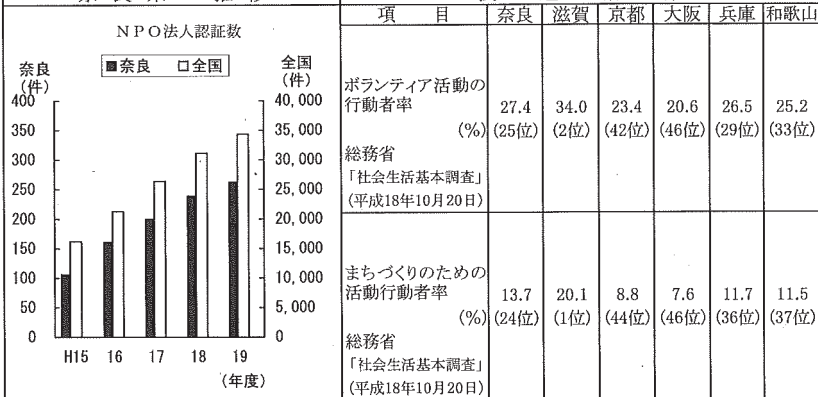 NPO法人認証数
奈良
(件)
■奈良 □全国
全国
(件)
400
350
300
250
200
150
100
50
0
40,000
35,000
30,000
25,000
20,000
15,000
10,000
5,000
0
H15 16 17 18 19
(年度)
項 目 奈良 滋賀 京都 大阪 兵庫 和歌山
ボランティア活動の
行動者率 27.4 34.0 23.4 20.6 26.5 25.2
(%) (25位) (2位) (42位) (46位) (29位) (33位)
総務省
「社会生活基本調査」
(平成18年10月20日)
まちづくりのための
活動行動者率 13.7 20.1 8.8 7.6 11.7 11.5
(%) (24位) (1位) (44位) (46位) (36位) (37位)
総務省
「社会生活基本調査」
(平成18年10月20日)